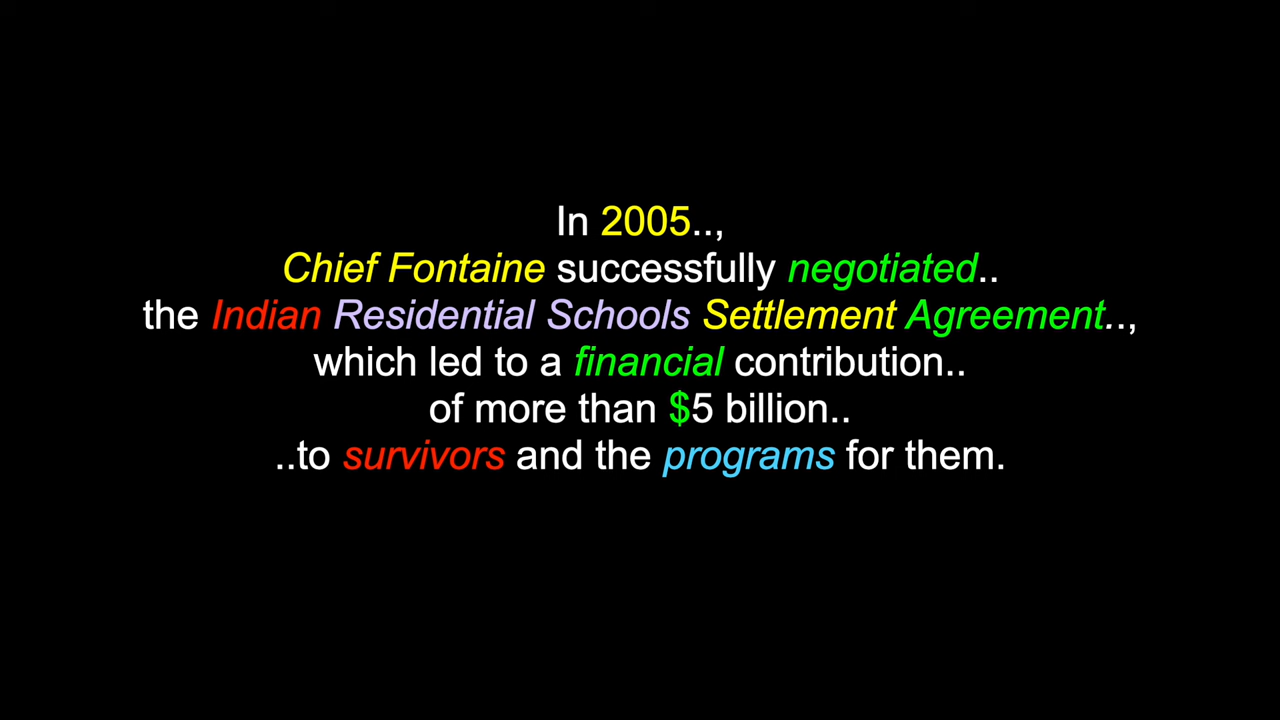 In 2005..,
Chief Fontaine successfully negotiated..
the Indian Residential Schools Settlement Agreement..,
which led to a financial contribution..
of more than $5 billion..
..to survivors and the programs for them.